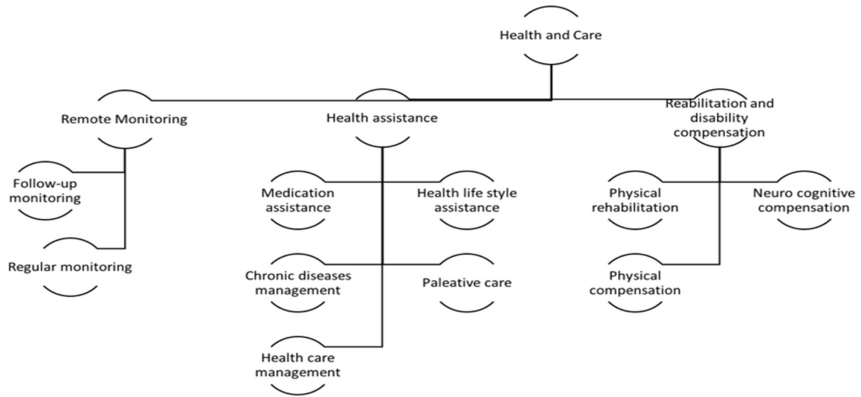 Health and Care
Remote Monitoring
Health assistance
Reabilitation and
disability
compensation
Follow-up
monitoring
Regular monitoring
Medication
assistance
Health life style
assistance
Chronic diseases
management
Paleative care
Health care
management
Physical
rehabilitation
Neuro cognitive
compensation
Physical
compensation